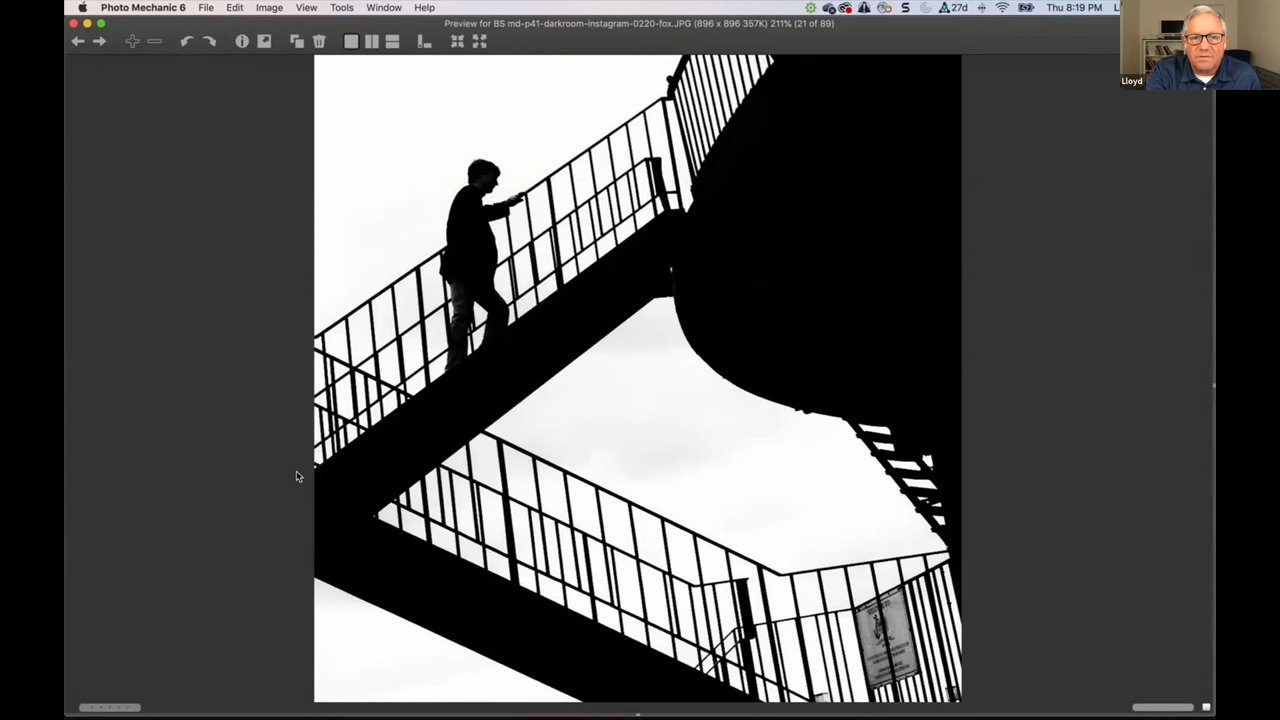 Photo Mechanic 6 File Edit Image View Tools Window Help 27d Thu 8:19 PM L
Preview for BS md-p41-darkroom-instagram-0220-fox.JPG (896 x 896 357K) 211% (21 of 89)
Lloyd